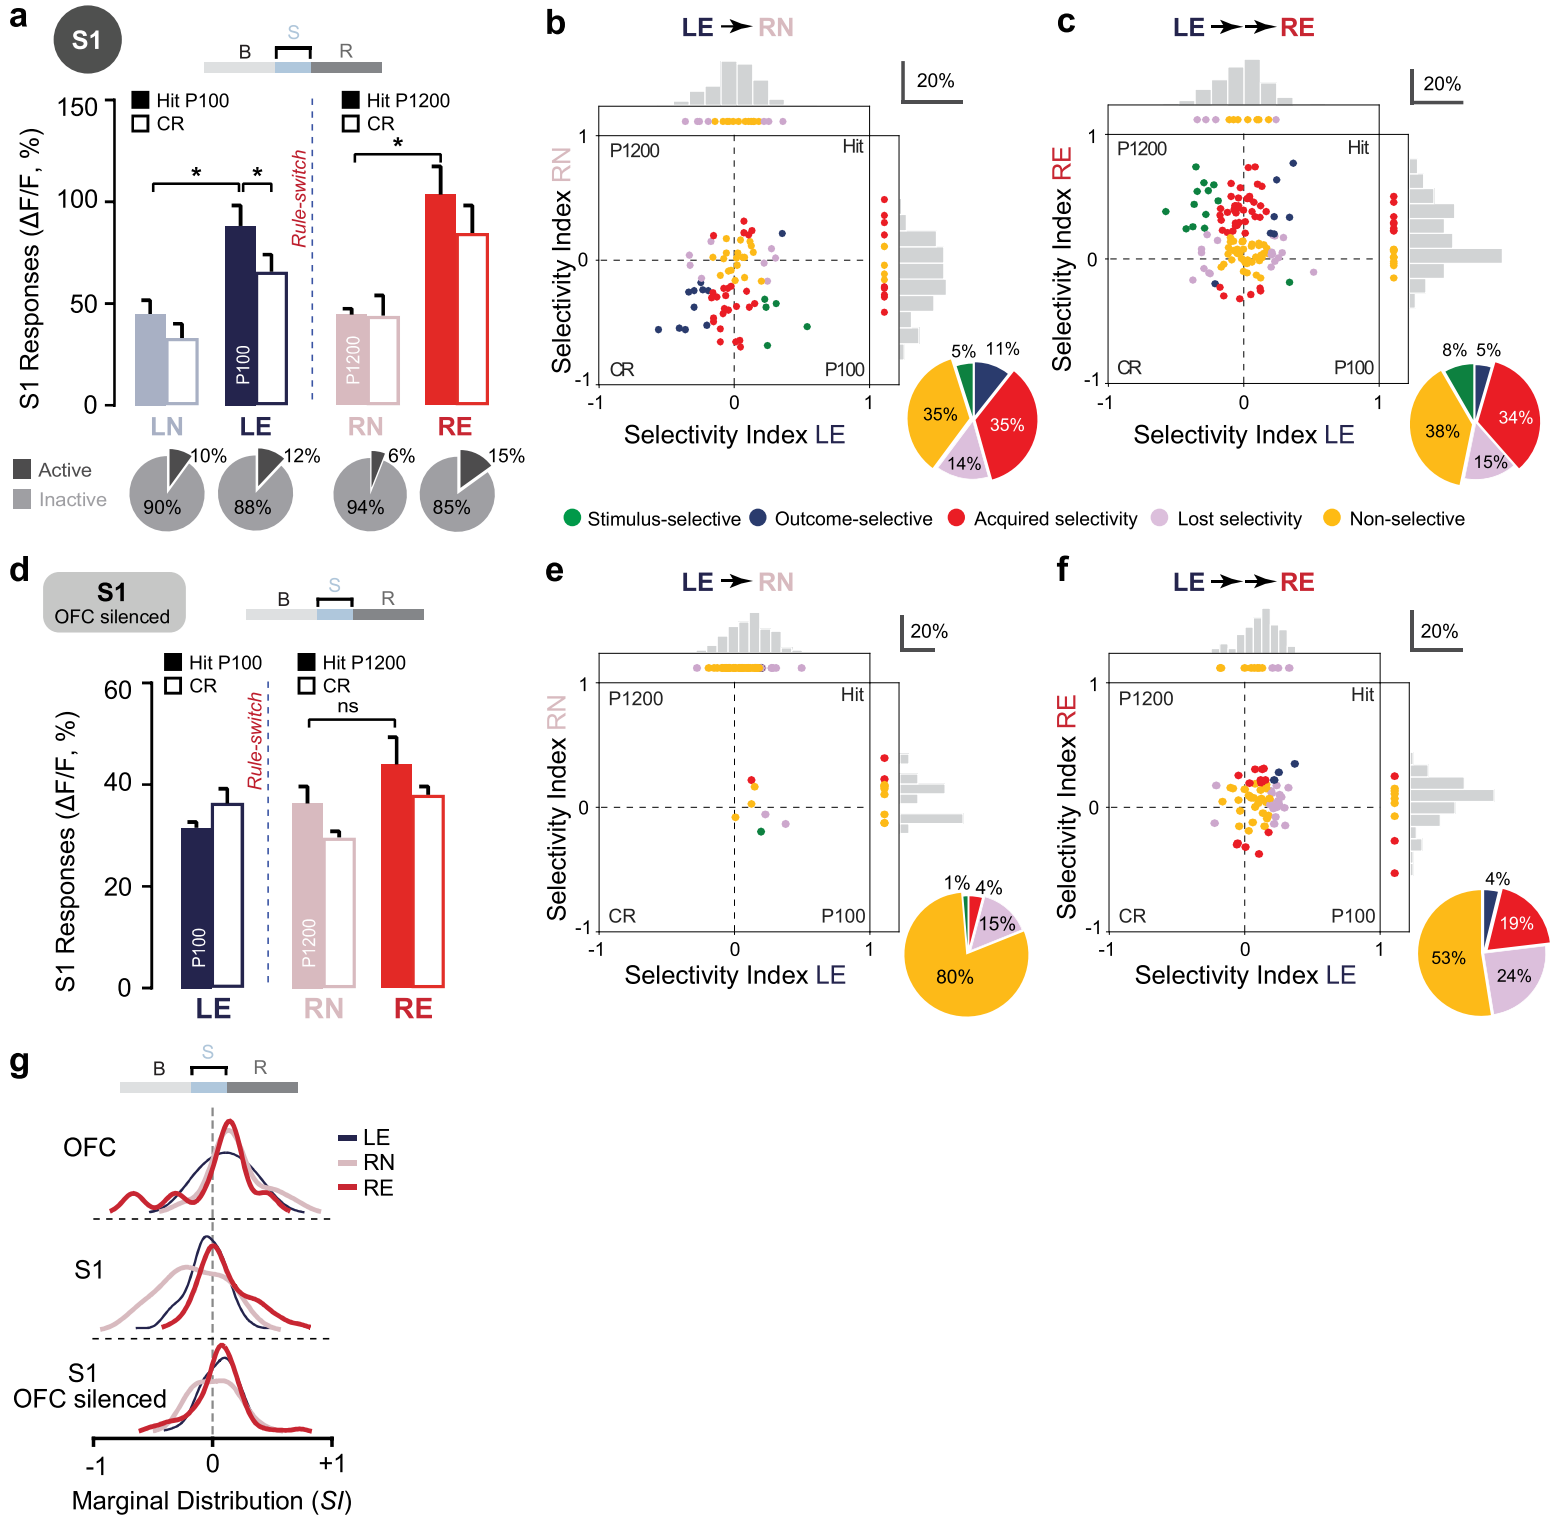 a
S1
B
S
R
Hit P100
CR
Hit P1200
CR
S1 Responses (ΔF/F, %)
150
100
50
0
*
*
*
Rule-switch
P100
P1200
LN
LE
RN
RE
Active
Inactive
10%
90%
12%
88%
6%
94%
15%
85%
b
LE RN
20%
P1200
Hit
CR
P100
Selectivity Index RN
1
0
-1
-1
0
1
Selectivity Index LE
5%
11%
35%
35%
14%
c
LE RE
20%
P1200
Hit
CR
P100
Selectivity Index RE
1
0
-1
-1
0
1
Selectivity Index LE
8%
5%
38%
34%
15%
Stimulus-selective
Outcome-selective
Acquired selectivity
Lost selectivity
Non-selective
d
S1
OFC silenced
B
S
R
Hit P100
CR
Hit P1200
CR
S1 Responses (ΔF/F, %)
60
40
20
0
ns
Rule-switch
P100
P1200
LE
RN
RE
e
LE RN
20%
P1200
Hit
CR
P100
Selectivity Index RN
1
0
-1
-1
0
1
Selectivity Index LE
1%
4%
15%
80%
f
LE RE
20%
P1200
Hit
CR
P100
Selectivity Index RE
1
0
-1
-1
0
1
Selectivity Index LE
4%
19%
53%
24%
g
B
S
R
OFC
LE
RN
RE
S1
S1
OFC silenced
-1
0
+1
Marginal Distribution (SI)